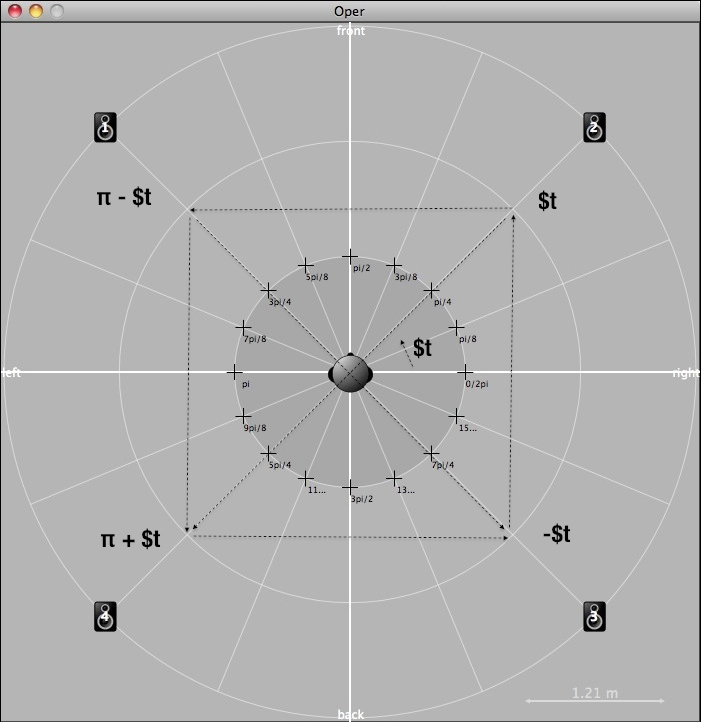 Oper
front
1
2
π - $t
$t
pi/2
5pi/8
3pi/8
3pi/4
pi/4
7pi/8
pi/8
$t
left
right
pi
0/2pi
9pi/8
15...
5pi/4
7pi/4
11...
13...
3pi/2
π + $t
-$t
4
3
1.21 m
back